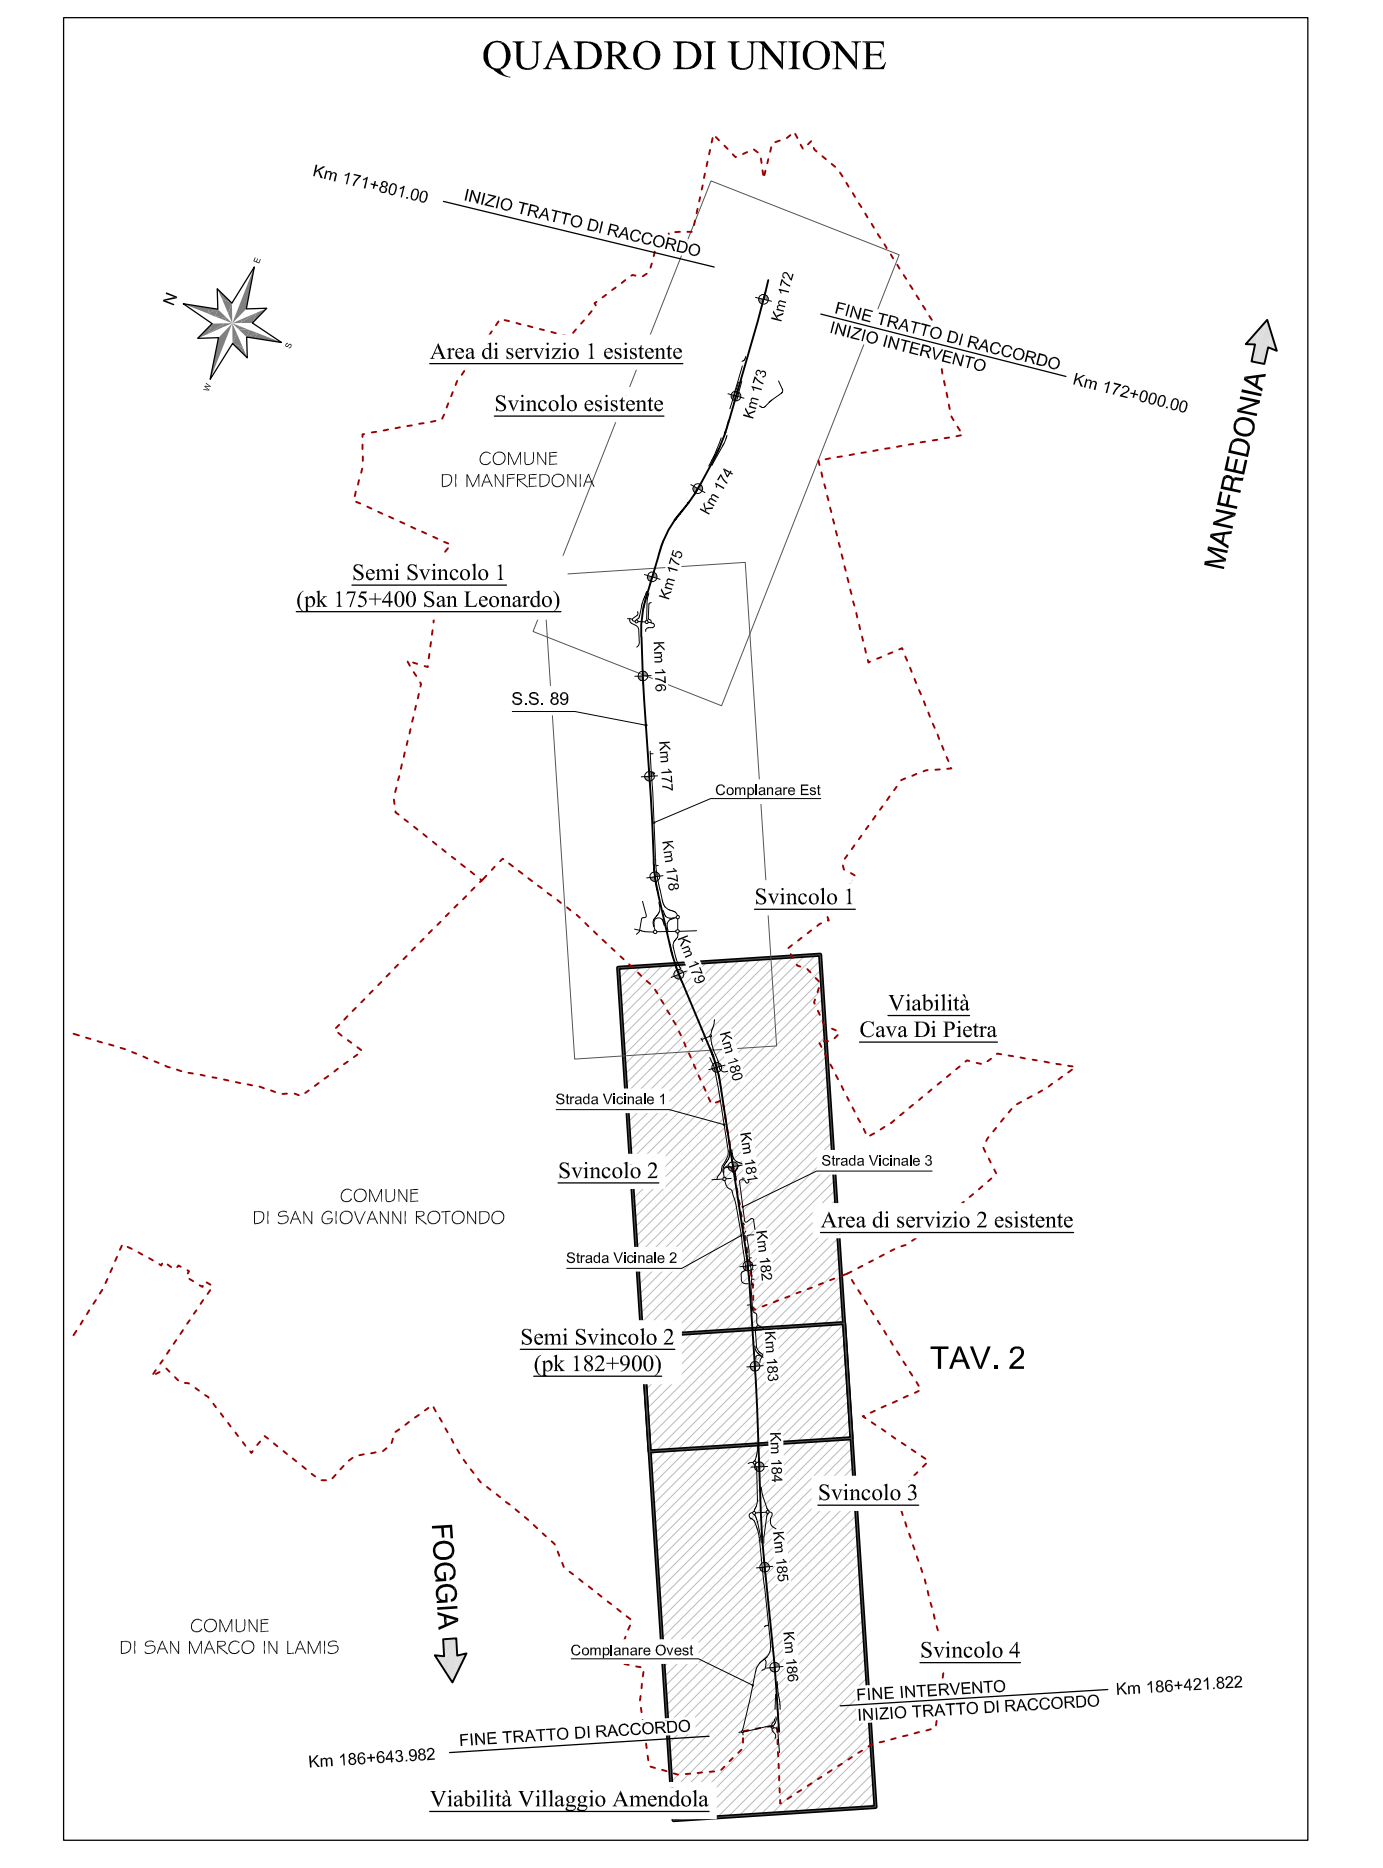 QUADRO DI UNIONE
Km 171+801.00
INIZIO TRATTO DI RACCORDO
E
N
S
W
Km 172
FINE TRATTO DI RACCORDO
INIZIO INTERVENTO
Km 172+000.00
MANFREDONIA
Area di servizio 1 esistente
Km 173
Svincolo esistente
COMUNE
DI MANFREDONIA
Km 174
Km 175
Semi Svincolo 1
(pk 175+400 San Leonardo)
Km 176
S.S. 89
Km 177
Complanare Est
Km 178
Svincolo 1
Km 179
Viabilità
Cava Di Pietra
Km 180
Strada Vicinale 1
Km 181
Strada Vicinale 3
Svincolo 2
COMUNE
DI SAN GIOVANNI ROTONDO
Area di servizio 2 esistente
Strada Vicinale 2
Km 182
Semi Svincolo 2
(pk 182+900)
Km 183
TAV. 2
Km 184
Svincolo 3
FOGGIA
Km 185
COMUNE
DI SAN MARCO IN LAMIS
Complanare Ovest
Km 186
Svincolo 4
FINE INTERVENTO
INIZIO TRATTO DI RACCORDO
Km 186+421.822
FINE TRATTO DI RACCORDO
Km 186+643.982
Viabilità Villaggio Amendola